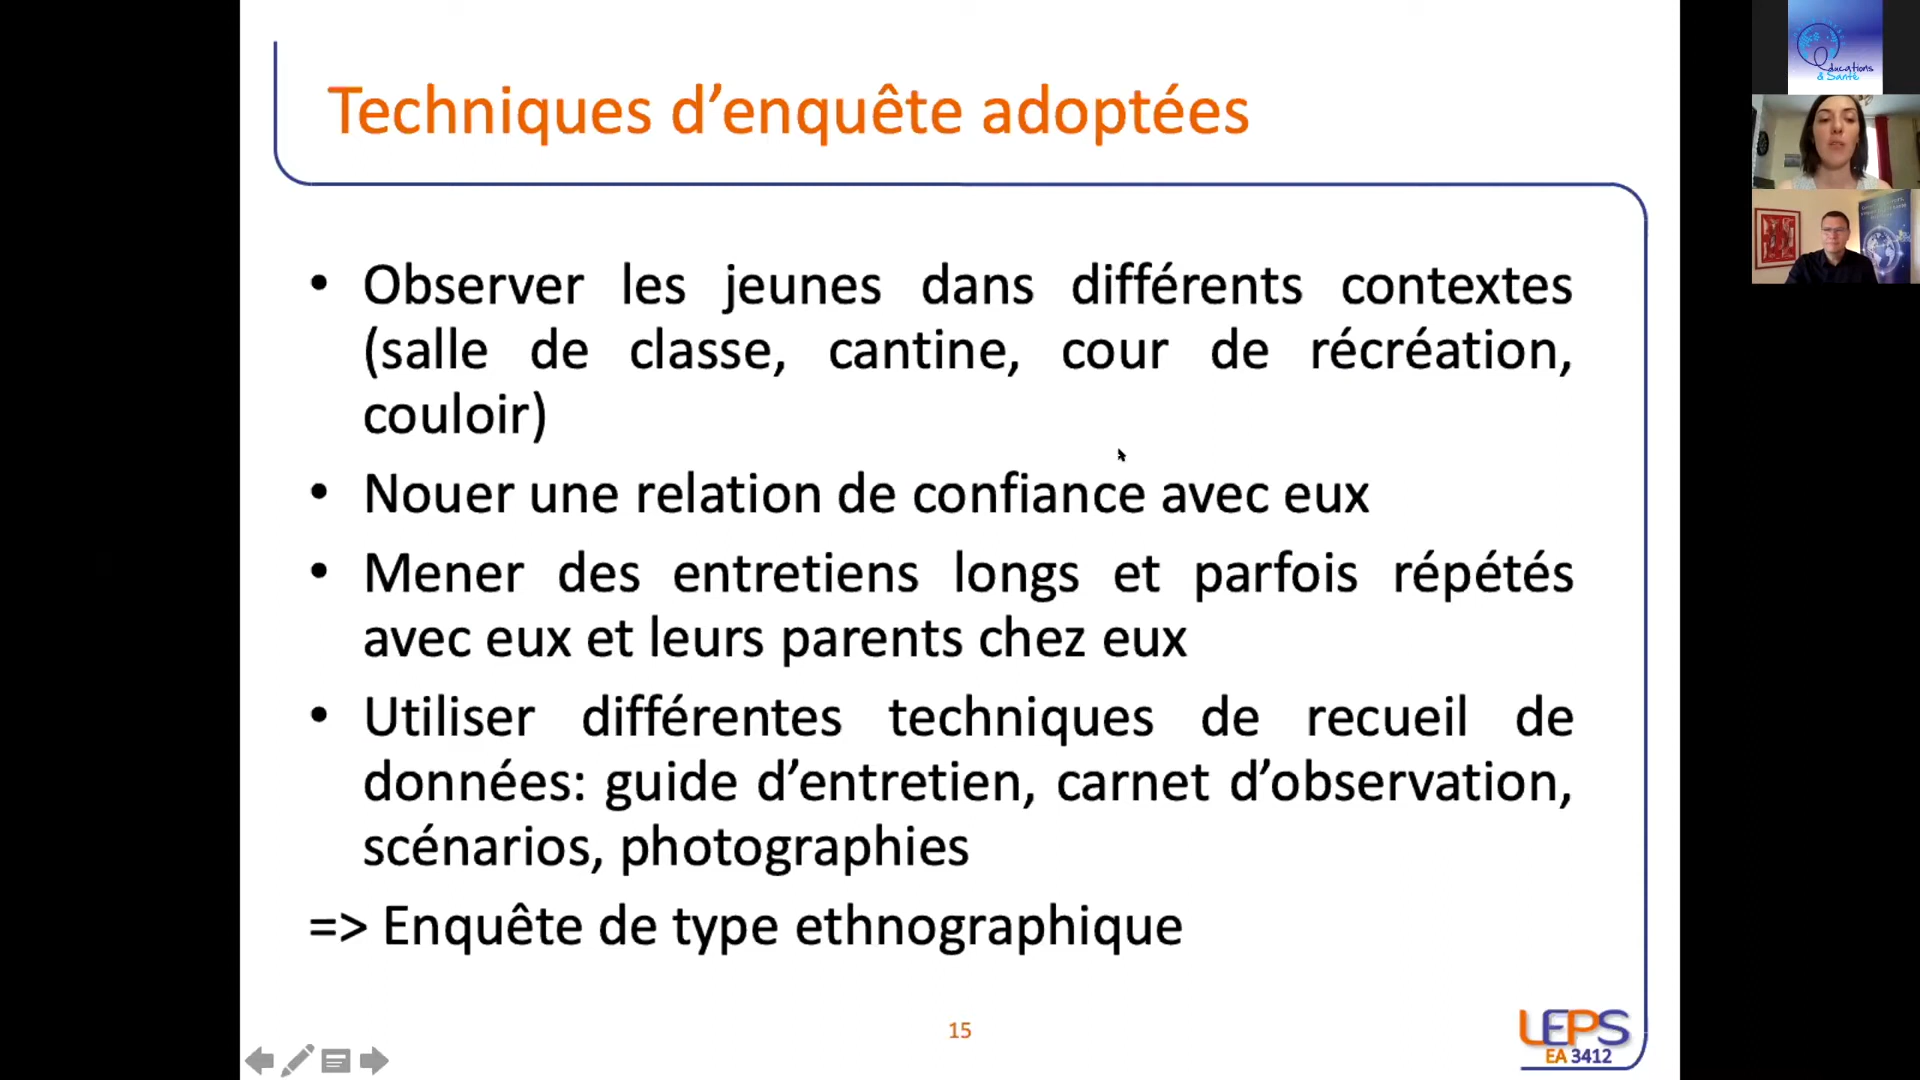 Techniques d’enquête adoptées
• Observer les jeunes dans différents contextes
(salle de classe, cantine, cour de récréation,
couloir)
• Nouer une relation de confiance avec eux
• Mener des entretiens longs et parfois répétés
avec eux et leurs parents chez eux
• Utiliser différentes techniques de recueil de
données: guide d’entretien, carnet d’observation,
scénarios, photographies
=> Enquête de type ethnographique
15
LEPS
EA 3412
Educations
& Santé